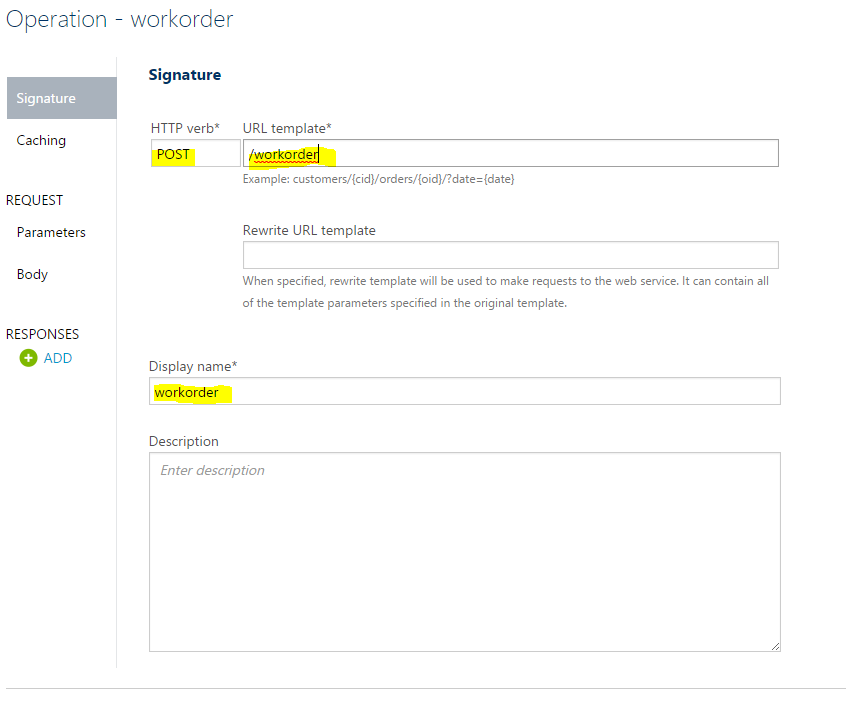 Operation - workorder
Signature
Caching
REQUEST
Parameters
Body
RESPONSES
ADD
Signature
HTTP verb* URL template*
POST /workorder
Example: customers/{cid}/orders/{oid}/?date={date}
Rewrite URL template
When specified, rewrite template will be used to make requests to the web service. It can contain all
of the template parameters specified in the original template.
Display name*
workorder
Description
Enter description